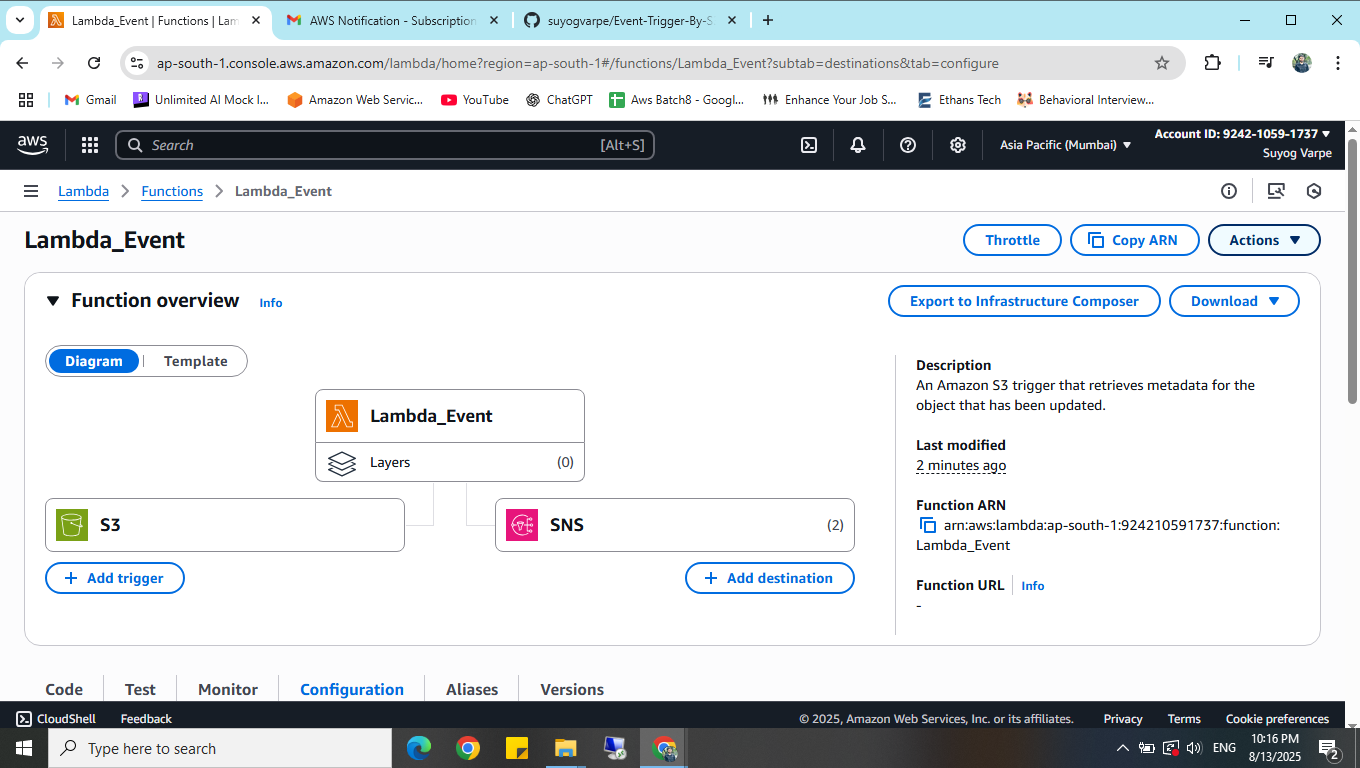 Lambda_Event | Functions | Lam
AWS Notification - Subscription
suyogvarpe/Event-Trigger-By-S
ap-south-1.console.aws.amazon.com/lambda/home?region=ap-south-1#/functions/Lambda_Event?subtab=destinations&tab=configure
Gmail
Unlimited AI Mock I...
Amazon Web Servic...
YouTube
ChatGPT
Aws Batch8 - Googl...
Enhance Your Job S...
Ethans Tech
Behavioral Interview...
aws
Search
[Alt+S]
Asia Pacific (Mumbai)
Account ID: 9242-1059-1737
Suyog Varpe
Lambda
Functions
Lambda_Event
Lambda_Event
Throttle
Copy ARN
Actions
Function overview
Info
Export to Infrastructure Composer
Download
Diagram
Template
Lambda_Event
Layers
(0)
S3
SNS
(2)
+ Add trigger
+ Add destination
Description
An Amazon S3 trigger that retrieves metadata for the
object that has been updated.
Last modified
2 minutes ago
Function ARN
arn:aws:lambda:ap-south-1:924210591737:function:
Lambda_Event
Function URL
Info
-
Code
Test
Monitor
Configuration
Aliases
Versions
CloudShell
Feedback
© 2025, Amazon Web Services, Inc. or its affiliates.
Privacy
Terms
Cookie preferences
Type here to search
ENG
10:16 PM
8/13/2025
2